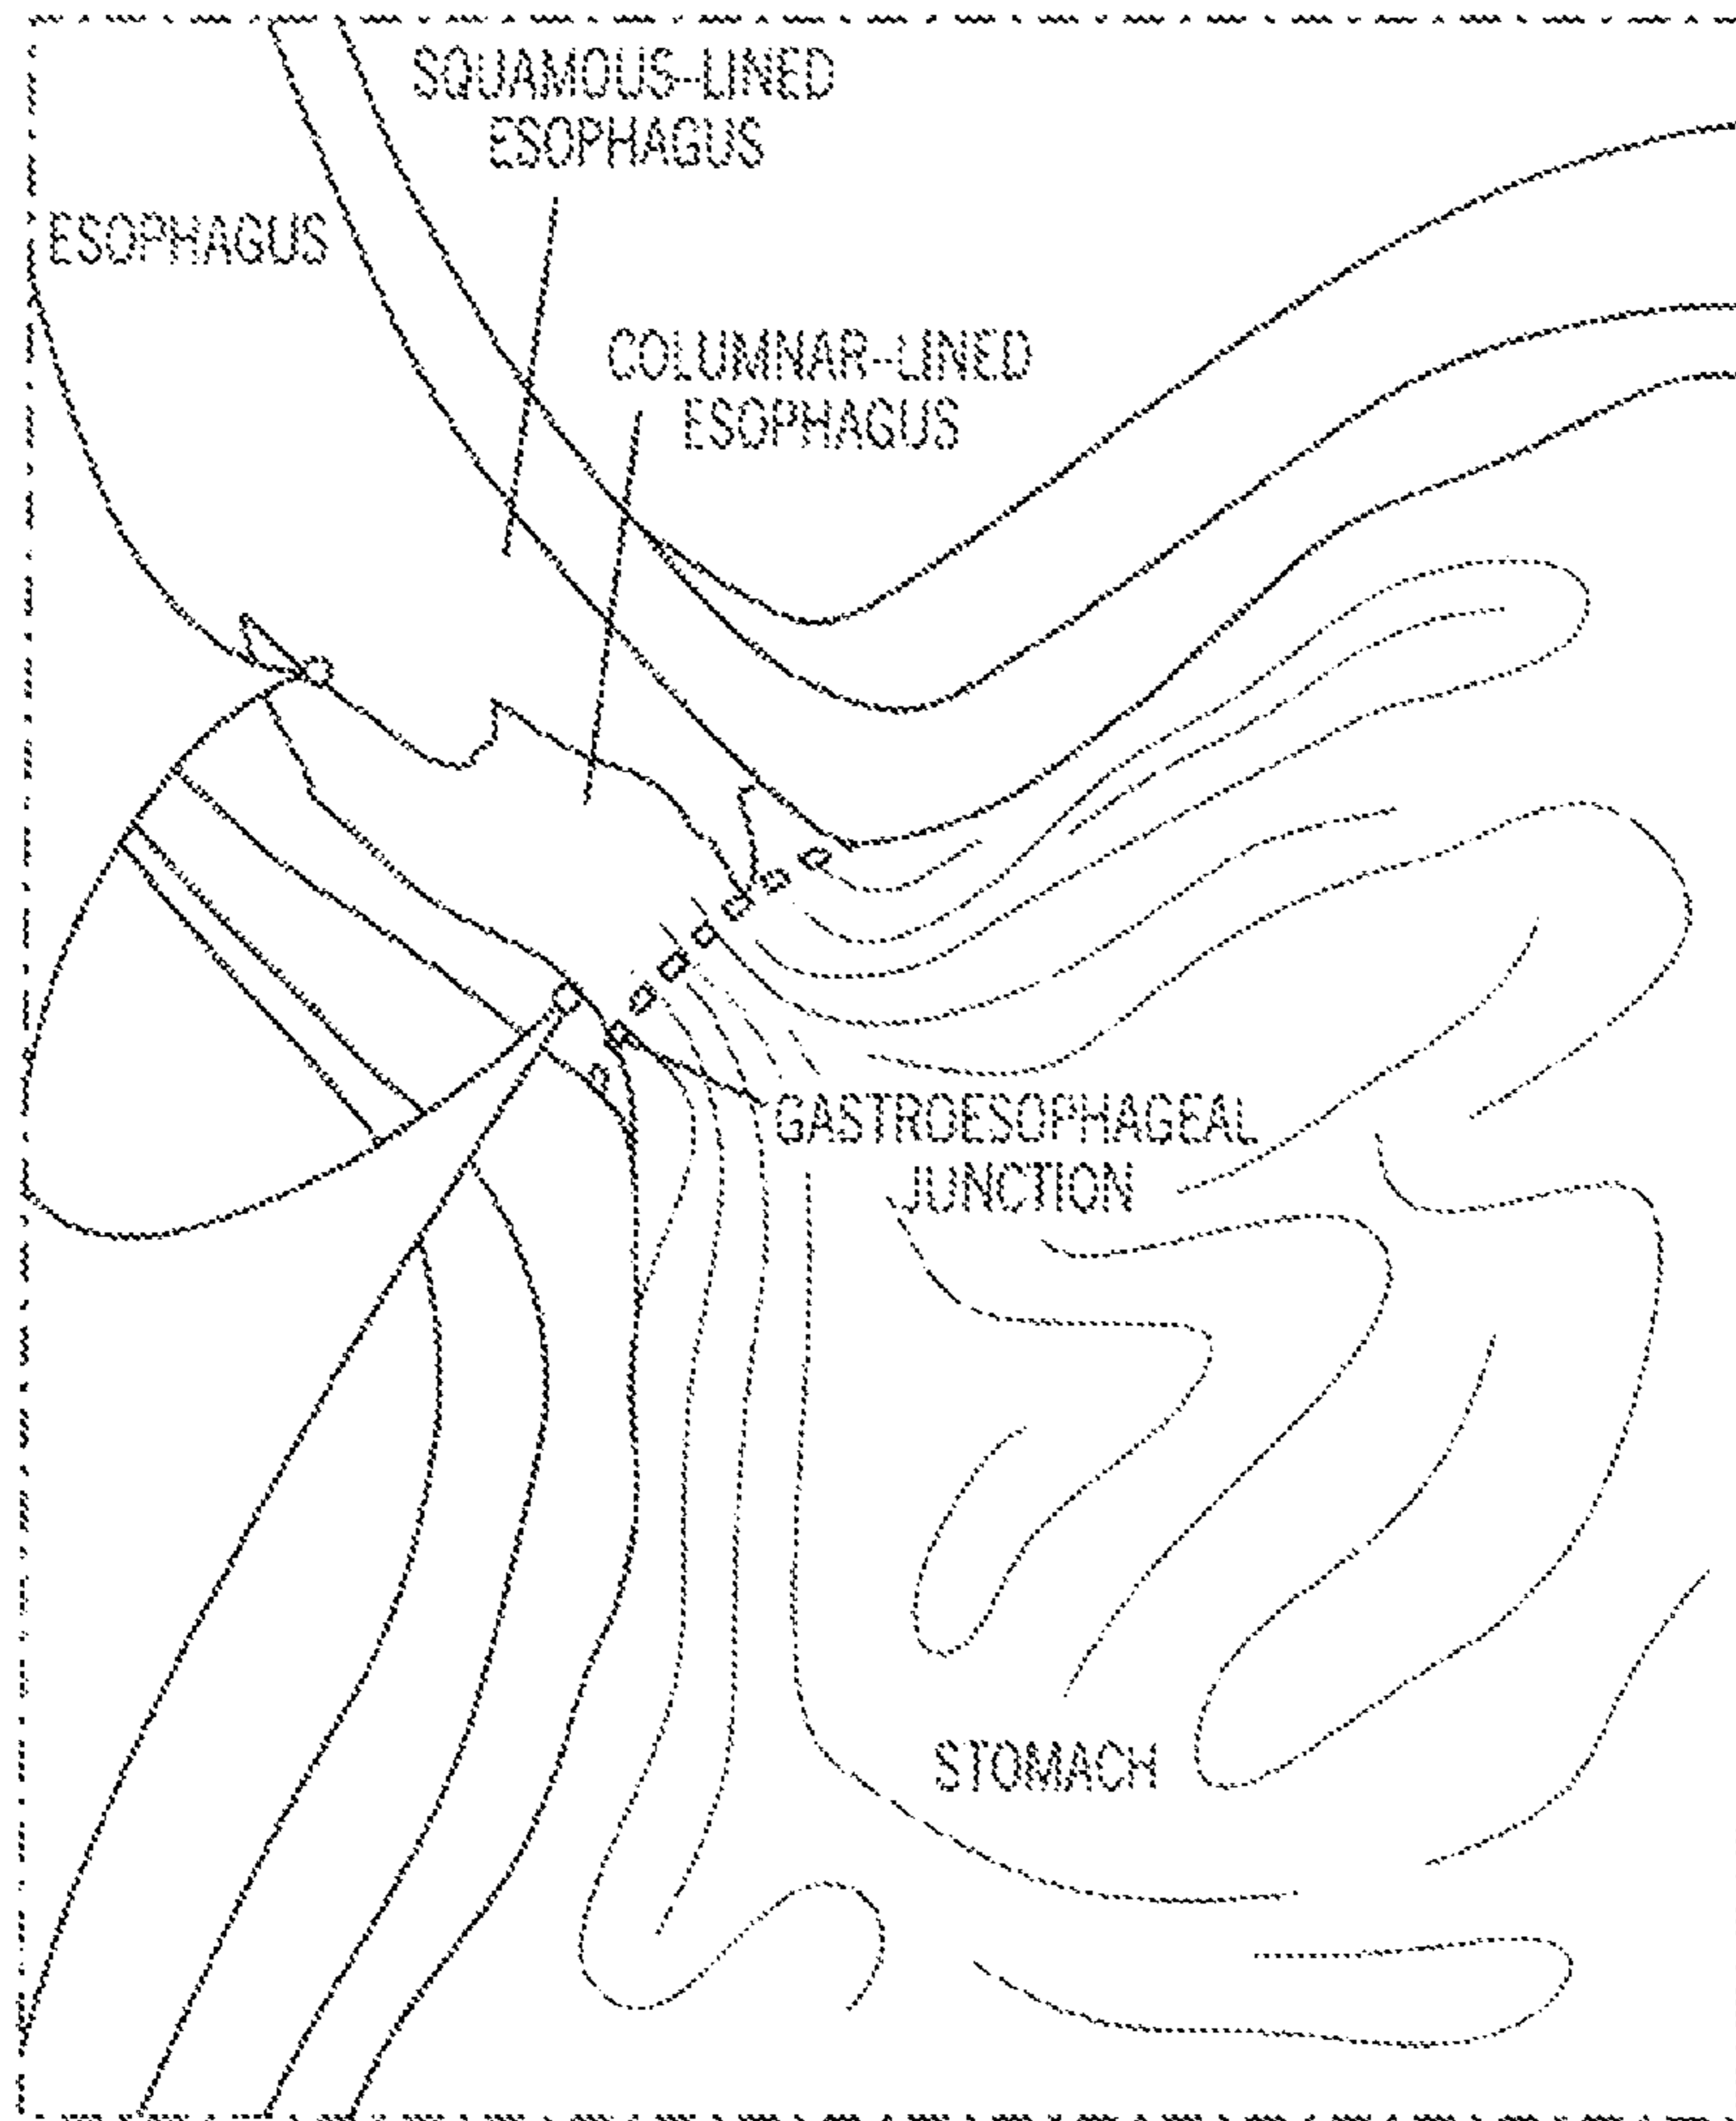 SQUAMOUS-LINED
ESOPHAGUS
ESOPHAGUS
COLUMNAR-LINED
ESOPHAGUS
GASTROESOPHAGEAL
JUNCTION
STOMACH